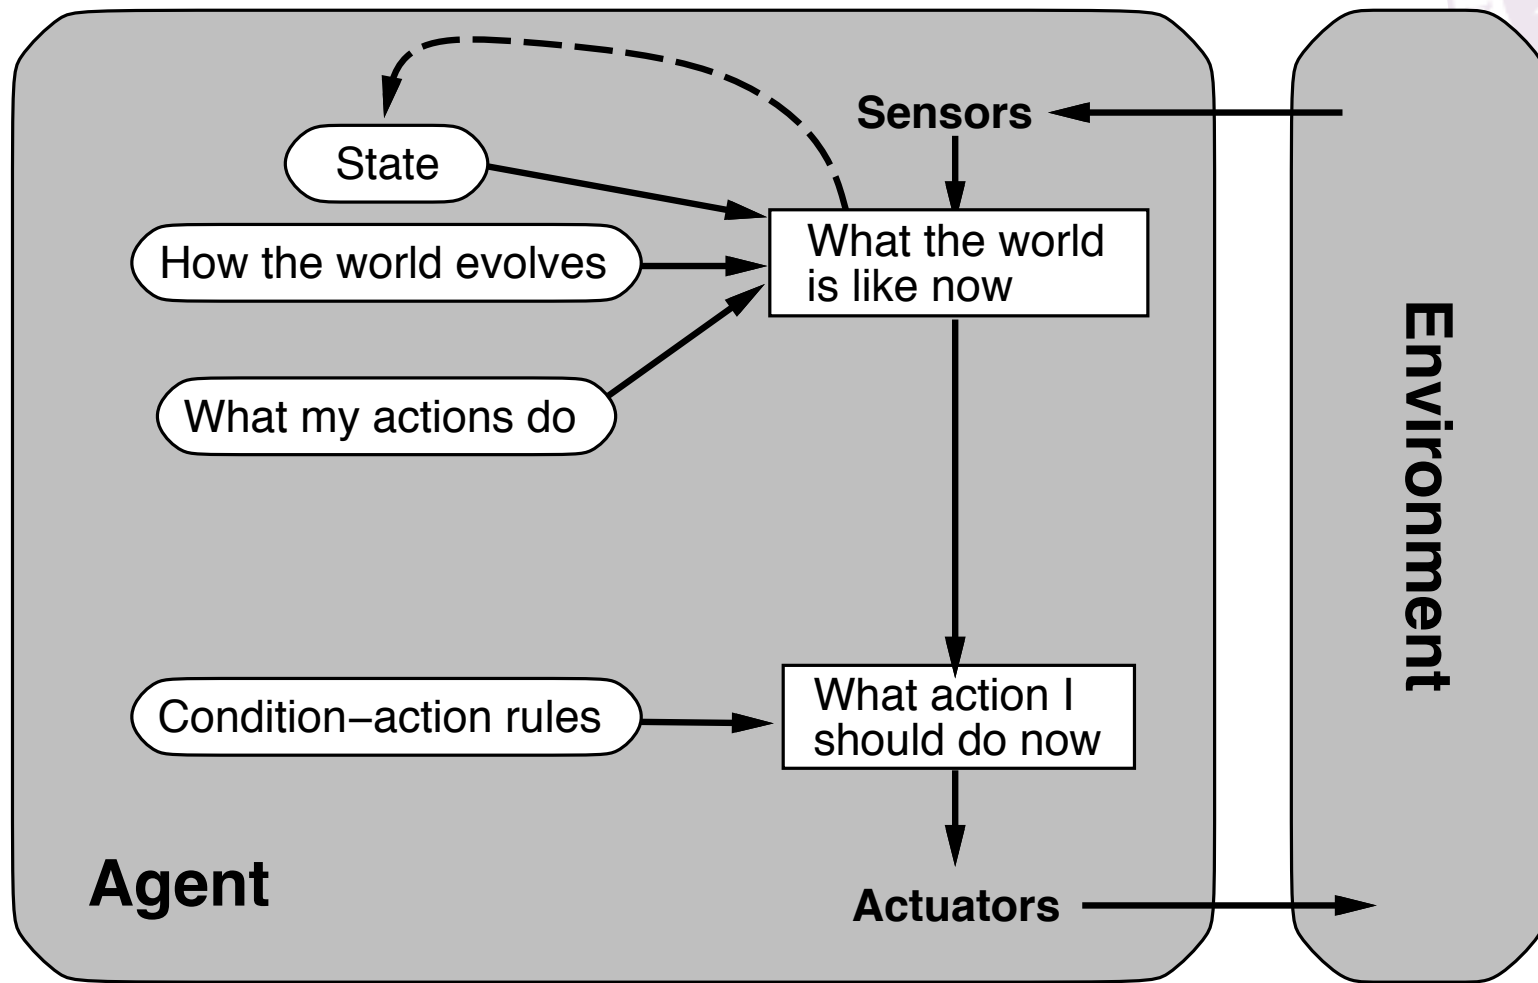 Sensors
State
What the world
is like now
How the world evolves
What my actions do
Environment
Condition–action rules
What action I
should do now
Agent
Actuators